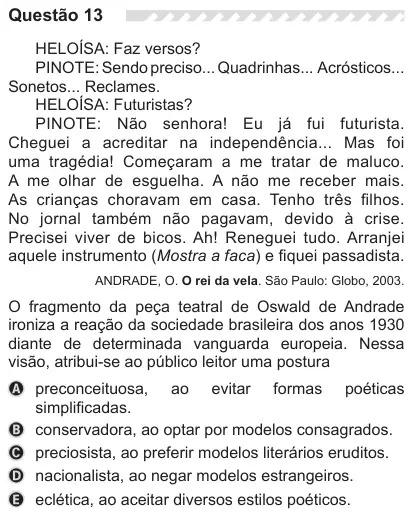 Questão 13
HELOÍSA: Faz versos?
PINOTE: Sendo preciso... Quadrinhas... Acrósticos...
Sonetos... Reclames.
HELOÍSA: Futuristas?
PINOTE: Não senhora! Eu já fui futurista.
Cheguei a acreditar na independência... Mas foi
uma tragédia! Começaram a me tratar de maluco.
A me olhar de esguelha. A não me receber mais.
As crianças choravam em casa. Tenho três filhos.
No jornal também não pagavam, devido à crise.
Precisei viver de bicos. Ah! Reneguei tudo. Arranjei
aquele instrumento (Mostra a faca) e fiquei passadista.
ANDRADE, O. O rei da vela. São Paulo: Globo, 2003.
O fragmento da peça teatral de Oswald de Andrade
ironiza a reação da sociedade brasileira dos anos 1930
diante de determinada vanguarda europeia. Nessa
visão, atribui-se ao público leitor uma postura
A preconceituosa, ao evitar formas poéticas
simplificadas.
B conservadora, ao optar por modelos consagrados.
C preciosista, ao preferir modelos literários eruditos.
D nacionalista, ao negar modelos estrangeiros.
E eclética, ao aceitar diversos estilos poéticos.